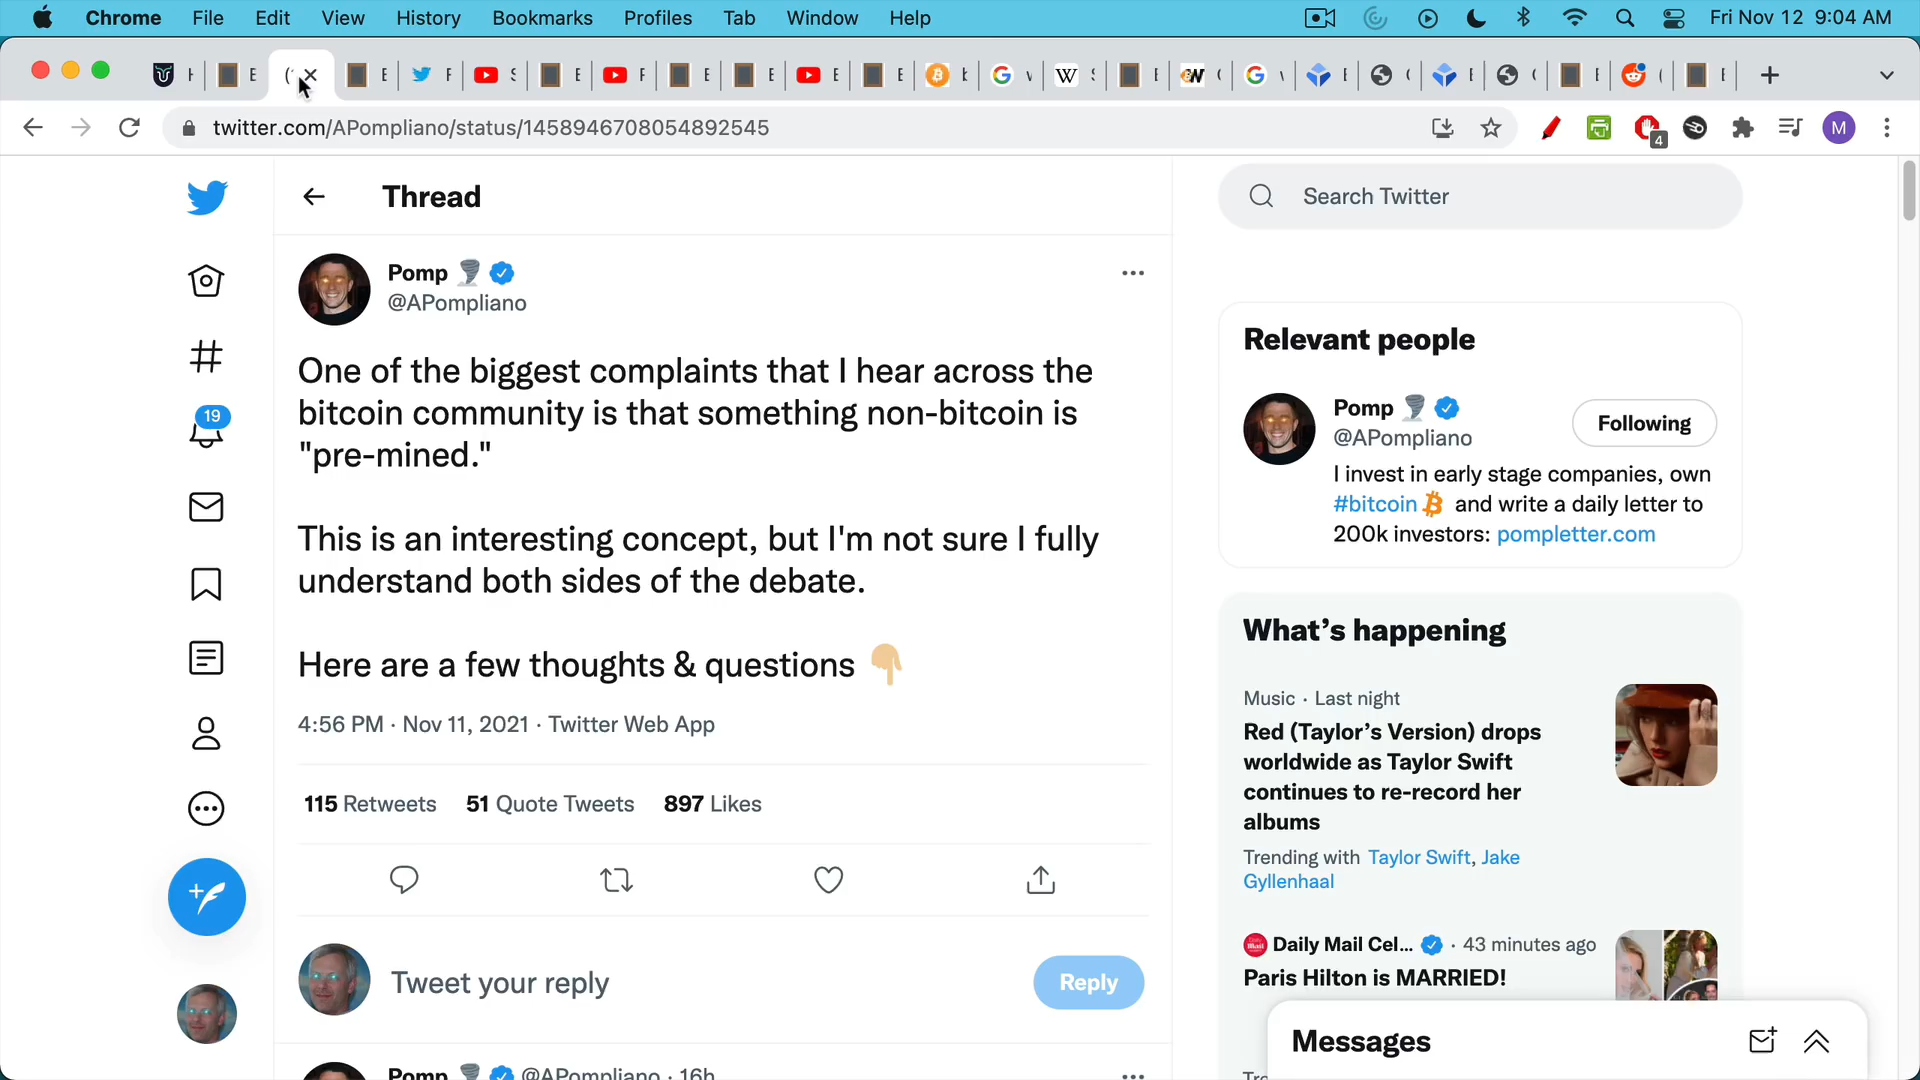 Chrome File Edit View History Bookmarks Profiles Tab Window Help Fri Nov 12 9:04 AM
twitter.com/APompliano/status/1458946708054892545
4
M
Thread
Search Twitter
Pomp
@APompliano
One of the biggest complaints that I hear across the
bitcoin community is that something non-bitcoin is
"pre-mined."
This is an interesting concept, but I'm not sure I fully
understand both sides of the debate.
Here are a few thoughts & questions
4:56 PM · Nov 11, 2021 · Twitter Web App
115 Retweets 51 Quote Tweets 897 Likes
19
Tweet your reply
Reply
Pomp @APompliano · 16h
Relevant people
Pomp
@APompliano
Following
I invest in early stage companies, own
#bitcoin and write a daily letter to
200k investors: pompletter.com
What's happening
Music · Last night
Red (Taylor's Version) drops
worldwide as Taylor Swift
continues to re-record her
albums
Trending with Taylor Swift, Jake
Gyllenhaal
Daily Mail Cel... · 43 minutes ago
Paris Hilton is MARRIED!
Messages